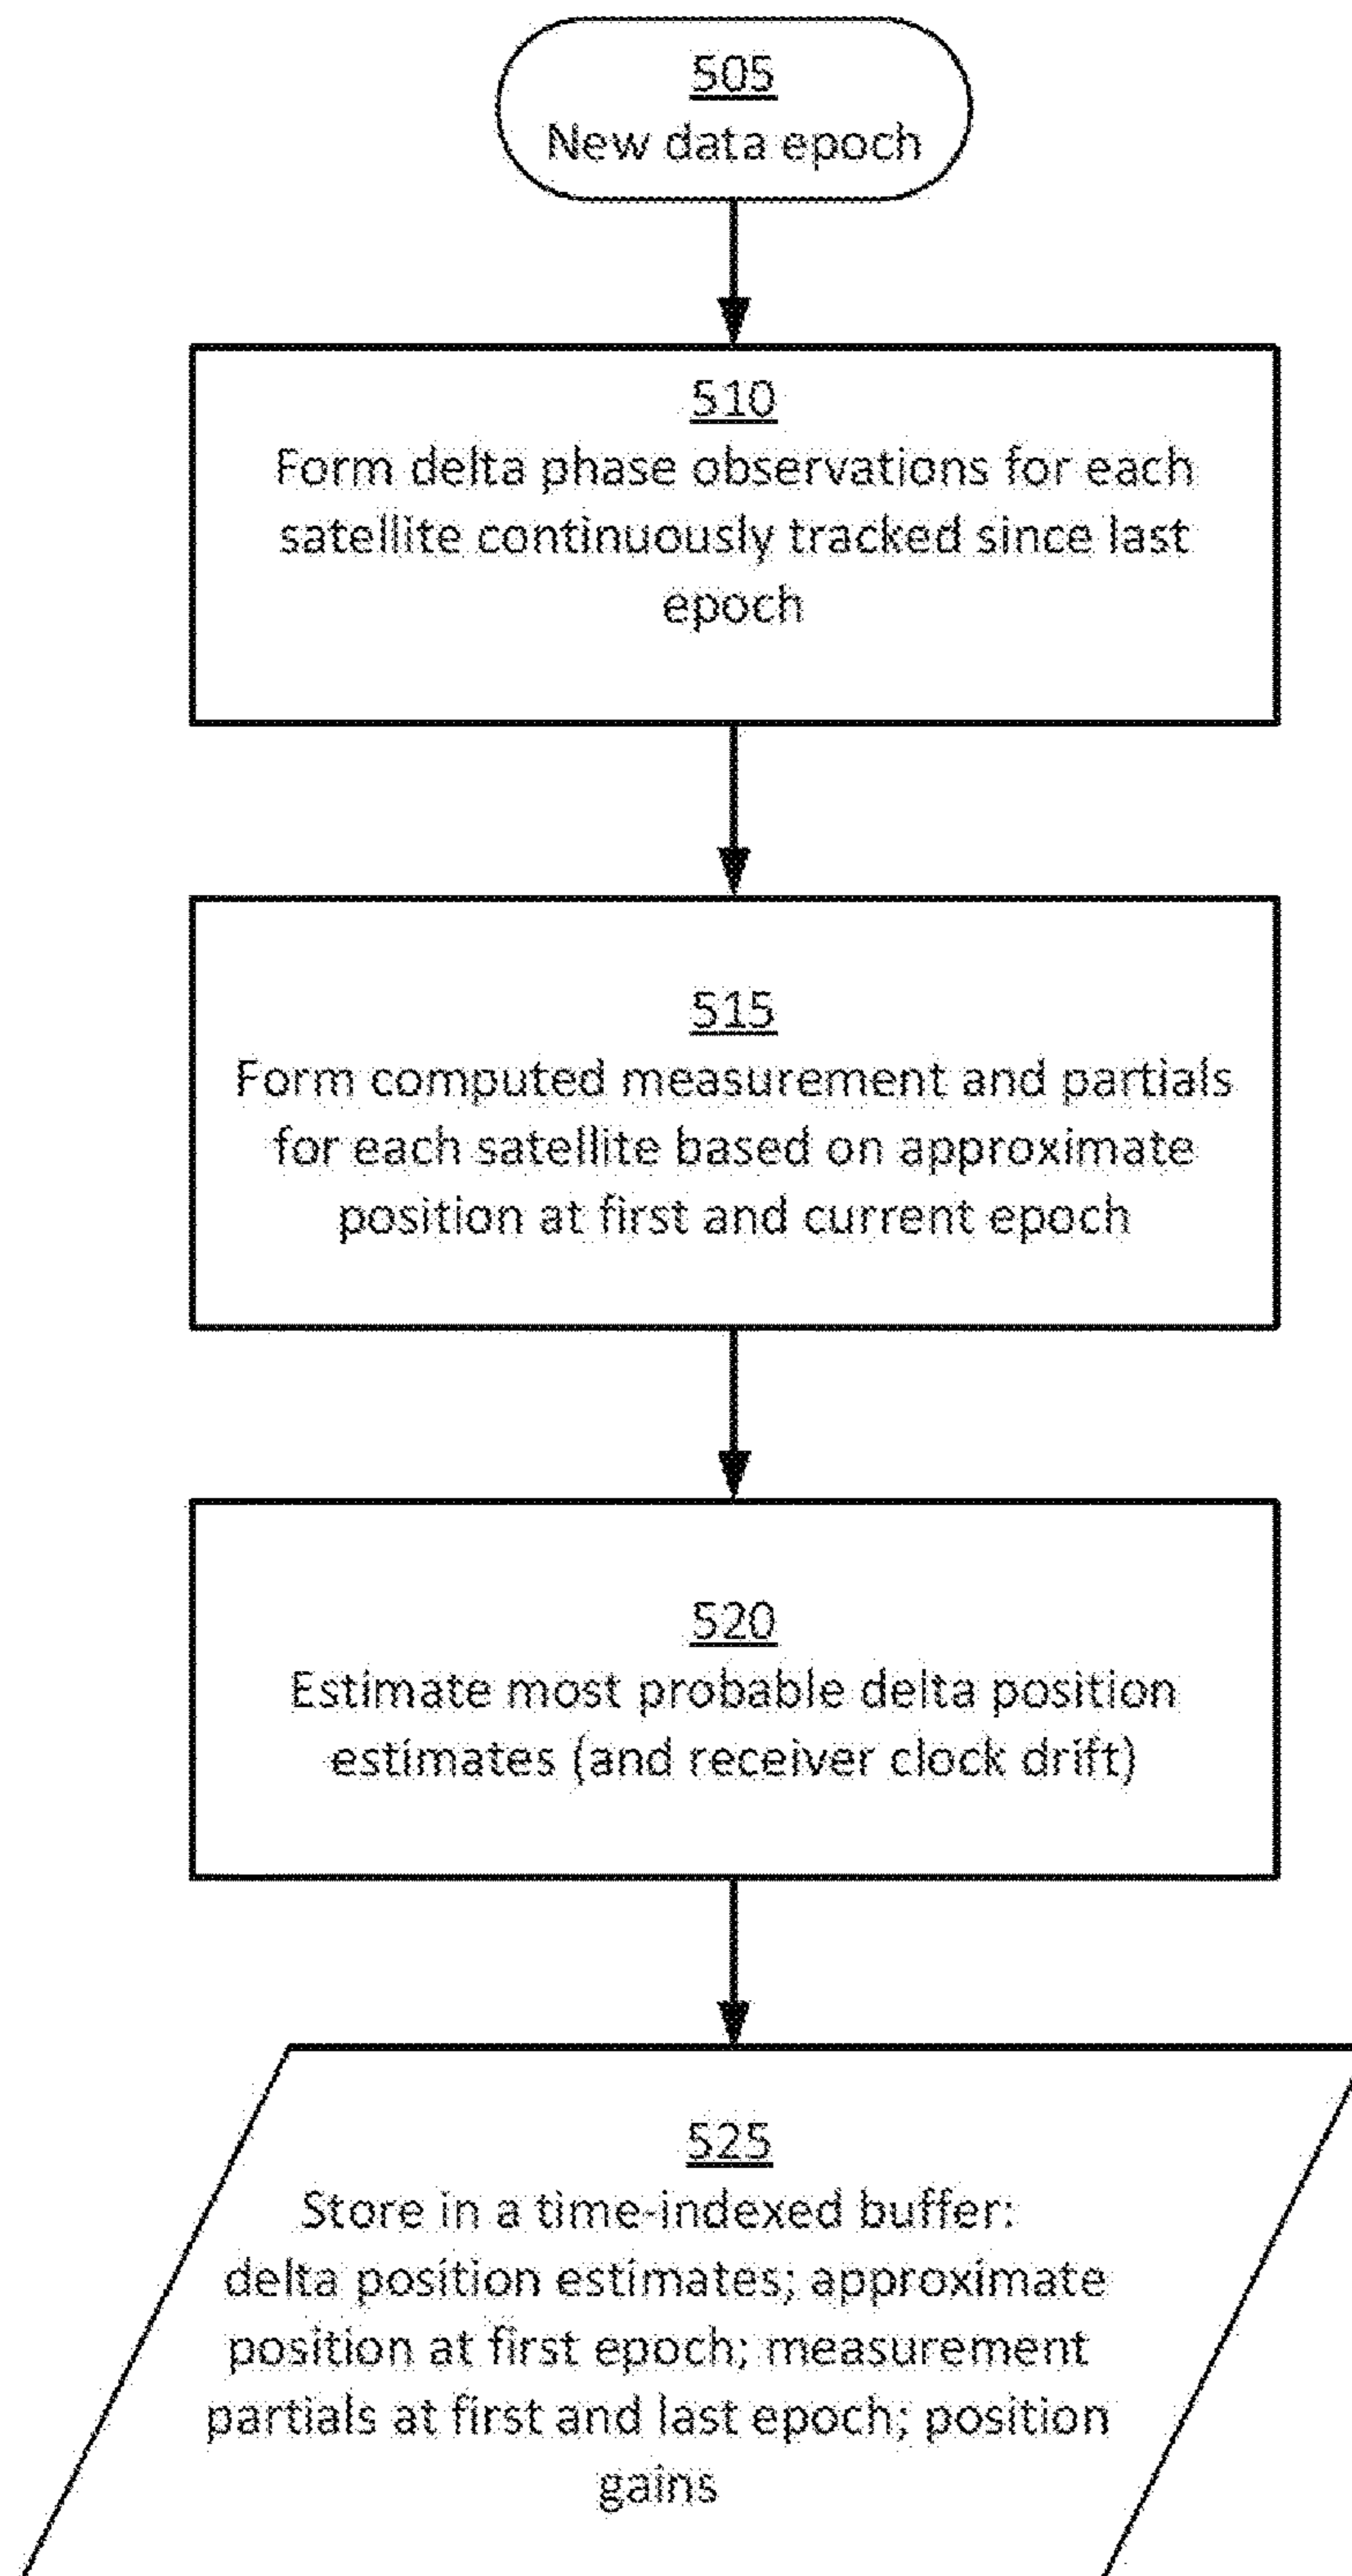 505
New data epoch
510
Form delta phase observations for each
satellite continuously tracked since last
epoch
515
Form computed measurement and partials
for each satellite based on approximate
position at first and current epoch
520
Estimate most probable delta position
estimates (and receiver clock drift)
525
Store in a time-indexed buffer:
delta position estimates; approximate
position at first epoch; measurement
partials at first and last epoch; position
gains